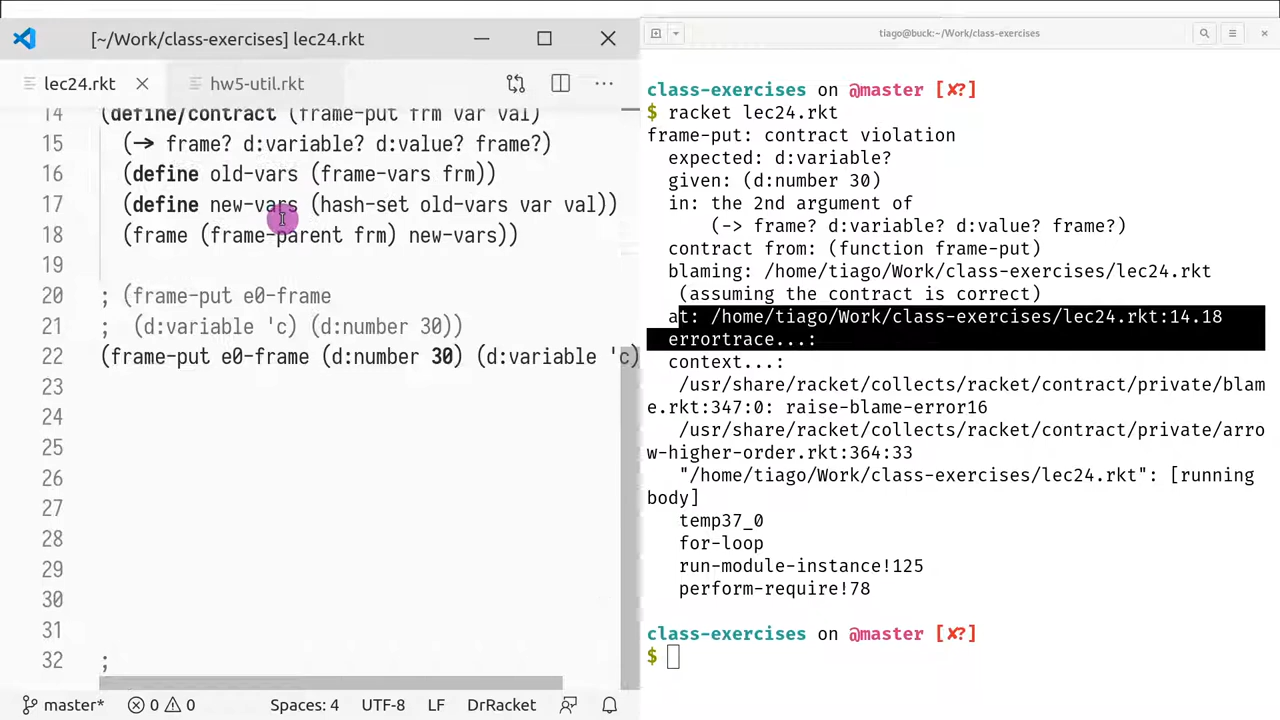 [~/Work/class-exercises] lec24.rkt
lec24.rkt
hw5-util.rkt
14 (define/contract (frame-put frm var val)
15 (-> frame? d:variable? d:value? frame?)
16 (define old-vars (frame-vars frm))
17 (define new-vars (hash-set old-vars var val))
18 (frame (frame-parent frm) new-vars))
19
20 ; (frame-put e0-frame
21 ;  (d:variable 'c) (d:number 30))
22 (frame-put e0-frame (d:number 30) (d:variable 'c)
23
24
25
26
27
28
29
30
31
32 ;
master*
0
0
Spaces: 4
UTF-8
LF
DrRacket
tiago@buck:~/Work/class-exercises
class-exercises on @master [✘?]
$ racket lec24.rkt
frame-put: contract violation
expected: d:variable?
given: (d:number 30)
in: the 2nd argument of
(-> frame? d:variable? d:value? frame?)
contract from: (function frame-put)
blaming: /home/tiago/Work/class-exercises/lec24.rkt
(assuming the contract is correct)
at: /home/tiago/Work/class-exercises/lec24.rkt:14.18
errortrace...:
context...:
/usr/share/racket/collects/racket/contract/private/blam
e.rkt:347:0: raise-blame-error16
/usr/share/racket/collects/racket/contract/private/arro
w-higher-order.rkt:364:33
"/home/tiago/Work/class-exercises/lec24.rkt": [running
body]
temp37_0
for-loop
run-module-instance!125
perform-require!78
class-exercises on @master [✘?]
$